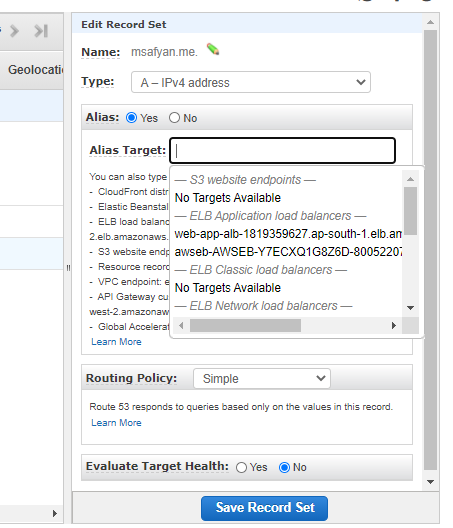 Geolocati
Edit Record Set
Name: msafyan.me.
Type: A – IPv4 address
Alias: Yes No
Alias Target:
You can also type
- CloudFront distr
- Elastic Beanstal
- ELB load balanc
2.elb.amazonaws.
- S3 website endp
- Resource record
- VPC endpoint: e
- API Gateway cu
west-2.amazonaws.
- Global Accelerat
Learn More
— S3 website endpoints —
No Targets Available
— ELB Application load balancers —
web-app-alb-1819359627.ap-south-1.elb.am
awseb-AWSEB-Y7ECXQ1G8Z6D-80052207
— ELB Classic load balancers —
No Targets Available
— ELB Network load balancers —
Routing Policy: Simple
Route 53 responds to queries based only on the values in this record.
Learn More
Evaluate Target Health: Yes No
Save Record Set